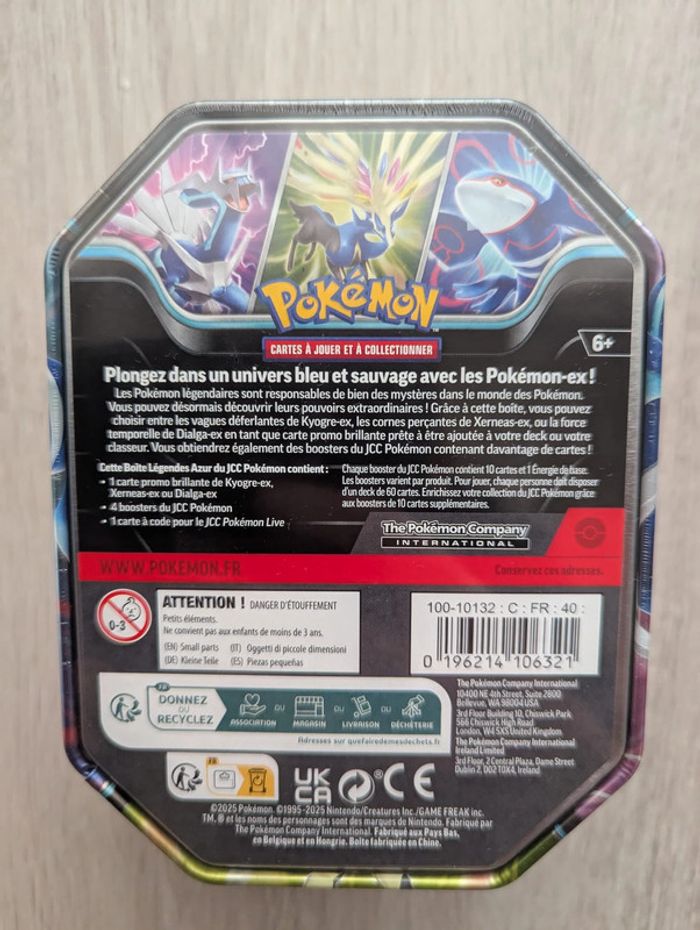 POKéMON
CARTES À JOUER ET À COLLECTIONNER
6+
Plongez dans un univers bleu et sauvage avec les Pokémon-ex !
Les Pokémon légendaires sont responsables de bien des mystères dans le monde des Pokémon.
Vous pouvez désormais découvrir leurs pouvoirs extraordinaires ! Grâce à cette boîte, vous pouvez
choisir entre les vagues déferlantes de Kyogre-ex, les cornes perçantes de Xerneas-ex, ou la force
temporelle de Dialga-ex en tant que carte promo brillante prête à être ajoutée à votre deck ou votre
classeur. Vous obtiendrez également des boosters du JCC Pokémon contenant davantage de cartes !
Cette Boîte Légendes Azur du JCC Pokémon contient :
• 1 carte promo brillante de Kyogre-ex,
Xerneas-ex ou Dialga-ex
• 4 boosters du JCC Pokémon
• 1 carte à code pour le JCC Pokémon Live
Chaque booster du JCC Pokémon contient 10 cartes et 1 Énergie de base.
Les boosters varient par produit. Pour jouer, chaque personne doit disposer
d'un deck de 60 cartes. Enrichissez votre collection du JCC Pokémon grâce
aux boosters de 10 cartes supplémentaires.
The Pokémon Company
INTERNATIONAL
WWW.POKEMON.FR
Conservez ces adresses.
0-3
ATTENTION ! DANGER D'ÉTOUFFEMENT
Petits éléments.
Ne convient pas aux enfants de moins de 3 ans.
(EN) Small parts (IT) Oggetti di piccole dimensioni
(DE) Kleine Teile (ES) Piezas pequeñas
100-10132 : C : FR : 40 :
0 196214 106321
FR
DONNEZ
OU
RECYCLEZ
ASSOCIATION
OU
MAGASIN
OU
LIVRAISON
OU
DÉCHÈTERIE
Adresses sur quefairedemesdechets.fr
The Pokémon Company International
10400 NE 4th Street, Suite 2800
Bellevue, WA 98004 USA
3rd Floor Building 10, Chiswick Park
566 Chiswick High Road
London, W4 5XS United Kingdom
The Pokémon Company International
Ireland Limited
3rd Floor, 2 Central Plaza, Dame Street
Dublin 2, D02 T0X4, Ireland
FR
UK
CA
®
CE
©2025 Pokémon. ©1995-2025 Nintendo/Creatures Inc./GAME FREAK inc.
TM, ® et les noms des personnages sont des marques de Nintendo. Fabriqué par
The Pokémon Company International. Fabriqué aux Pays Bas,
en Belgique et en Hongrie. Boîte fabriquée en Chine.